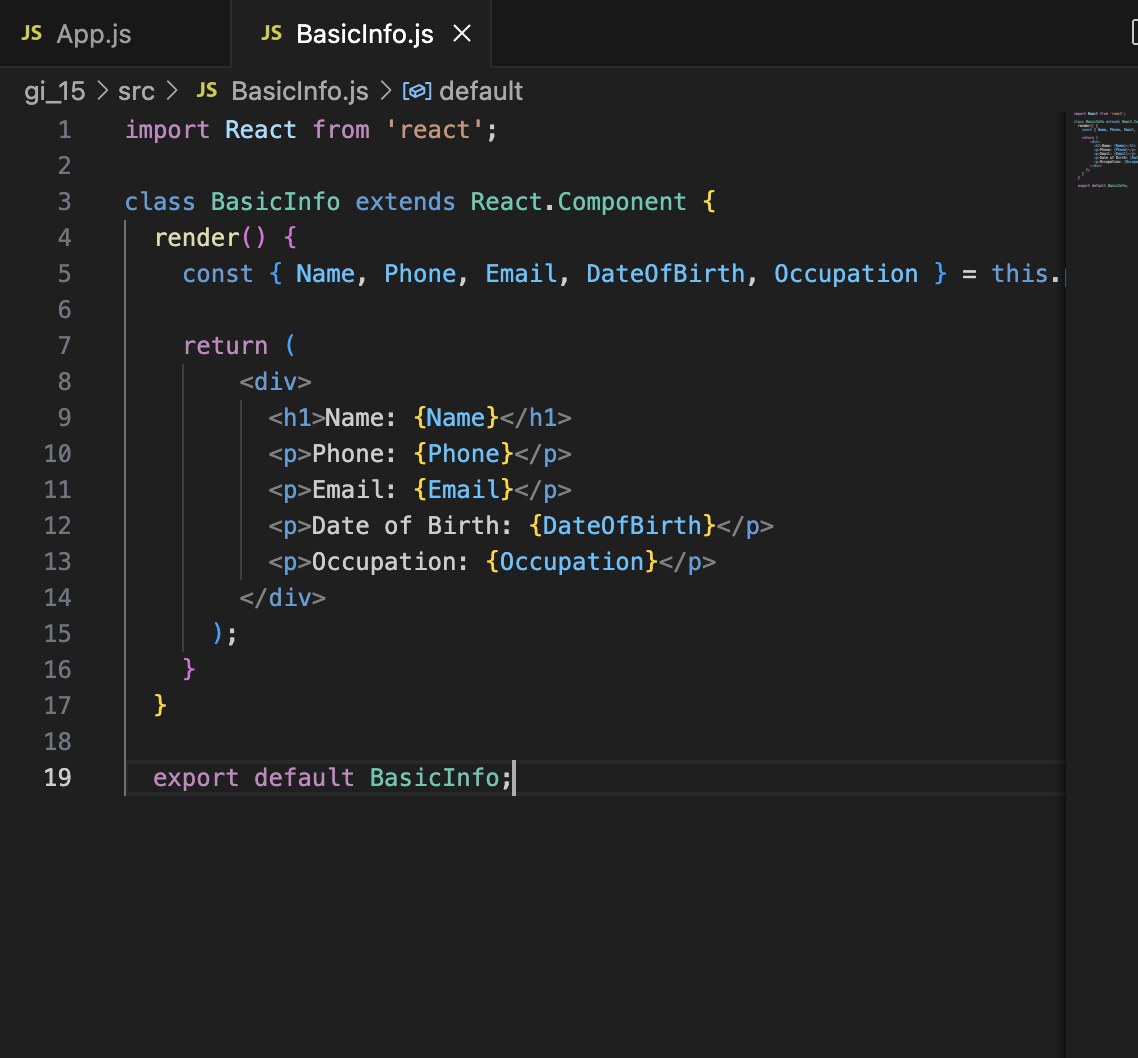 JS App.js
JS BasicInfo.js
gi_15 > src > JS BasicInfo.js > default
1 import React from 'react';
2
3 class BasicInfo extends React.Component {
4 render() {
5 const { Name, Phone, Email, DateOfBirth, Occupation } = this.
6
7 return (
8 <div>
9 <h1>Name: {Name}</h1>
10 <p>Phone: {Phone}</p>
11 <p>Email: {Email}</p>
12 <p>Date of Birth: {DateOfBirth}</p>
13 <p>Occupation: {Occupation}</p>
14 </div>
15 );
16 }
17 }
18
19 export default BasicInfo;